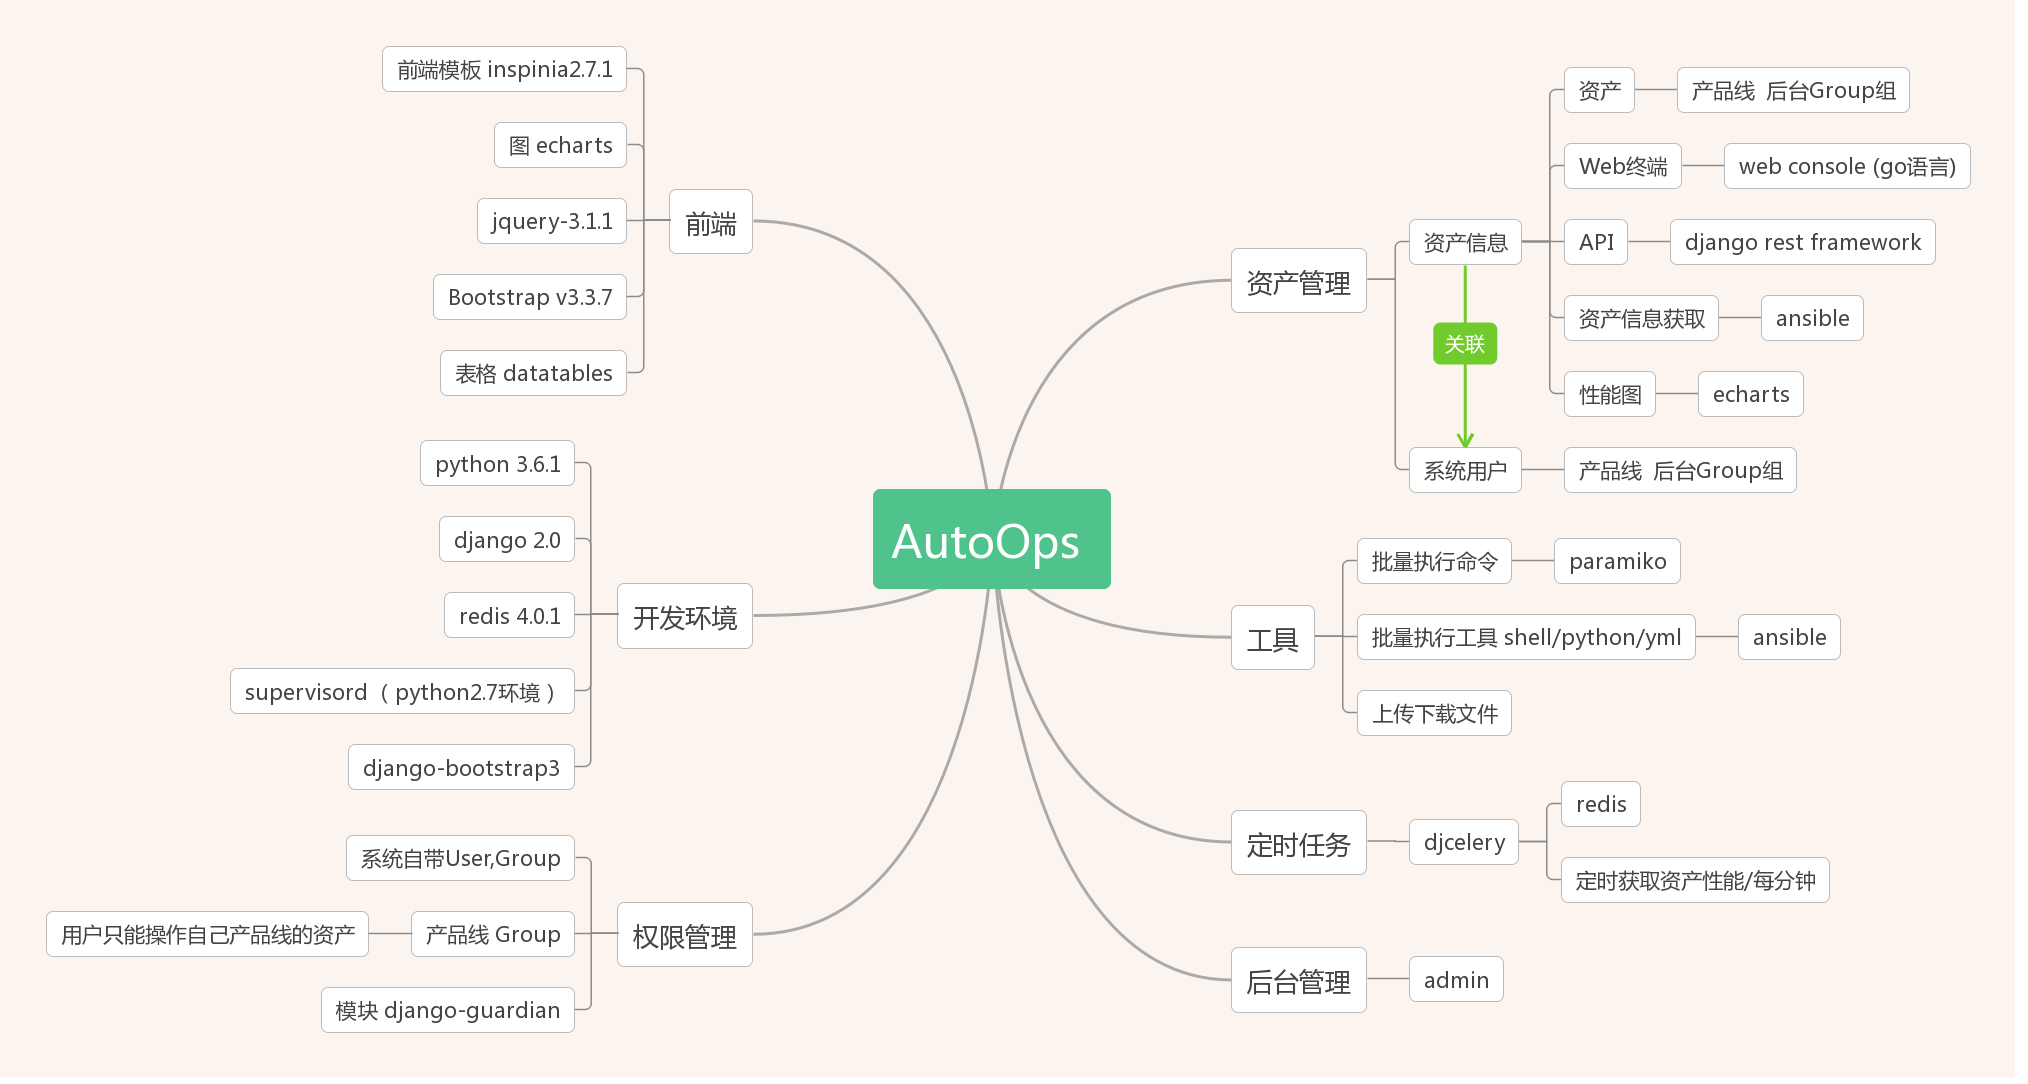 AutoOps
前端
前端模板 inspinia2.7.1
图 echarts
jquery-3.1.1
Bootstrap v3.3.7
表格 datatables
开发环境
python 3.6.1
django 2.0
redis 4.0.1
supervisord （ python2.7环境 ）
django-bootstrap3
权限管理
系统自带User,Group
产品线 Group
用户只能操作自己产品线的资产
模块 django-guardian
资产管理
资产信息
资产
产品线 后台Group组
Web终端
web console (go语言)
API
django rest framework
资产信息获取
ansible
性能图
echarts
关联
系统用户
产品线 后台Group组
工具
批量执行命令
paramiko
批量执行工具 shell/python/yml
ansible
上传下载文件
定时任务
djcelery
redis
定时获取资产性能/每分钟
后台管理
admin